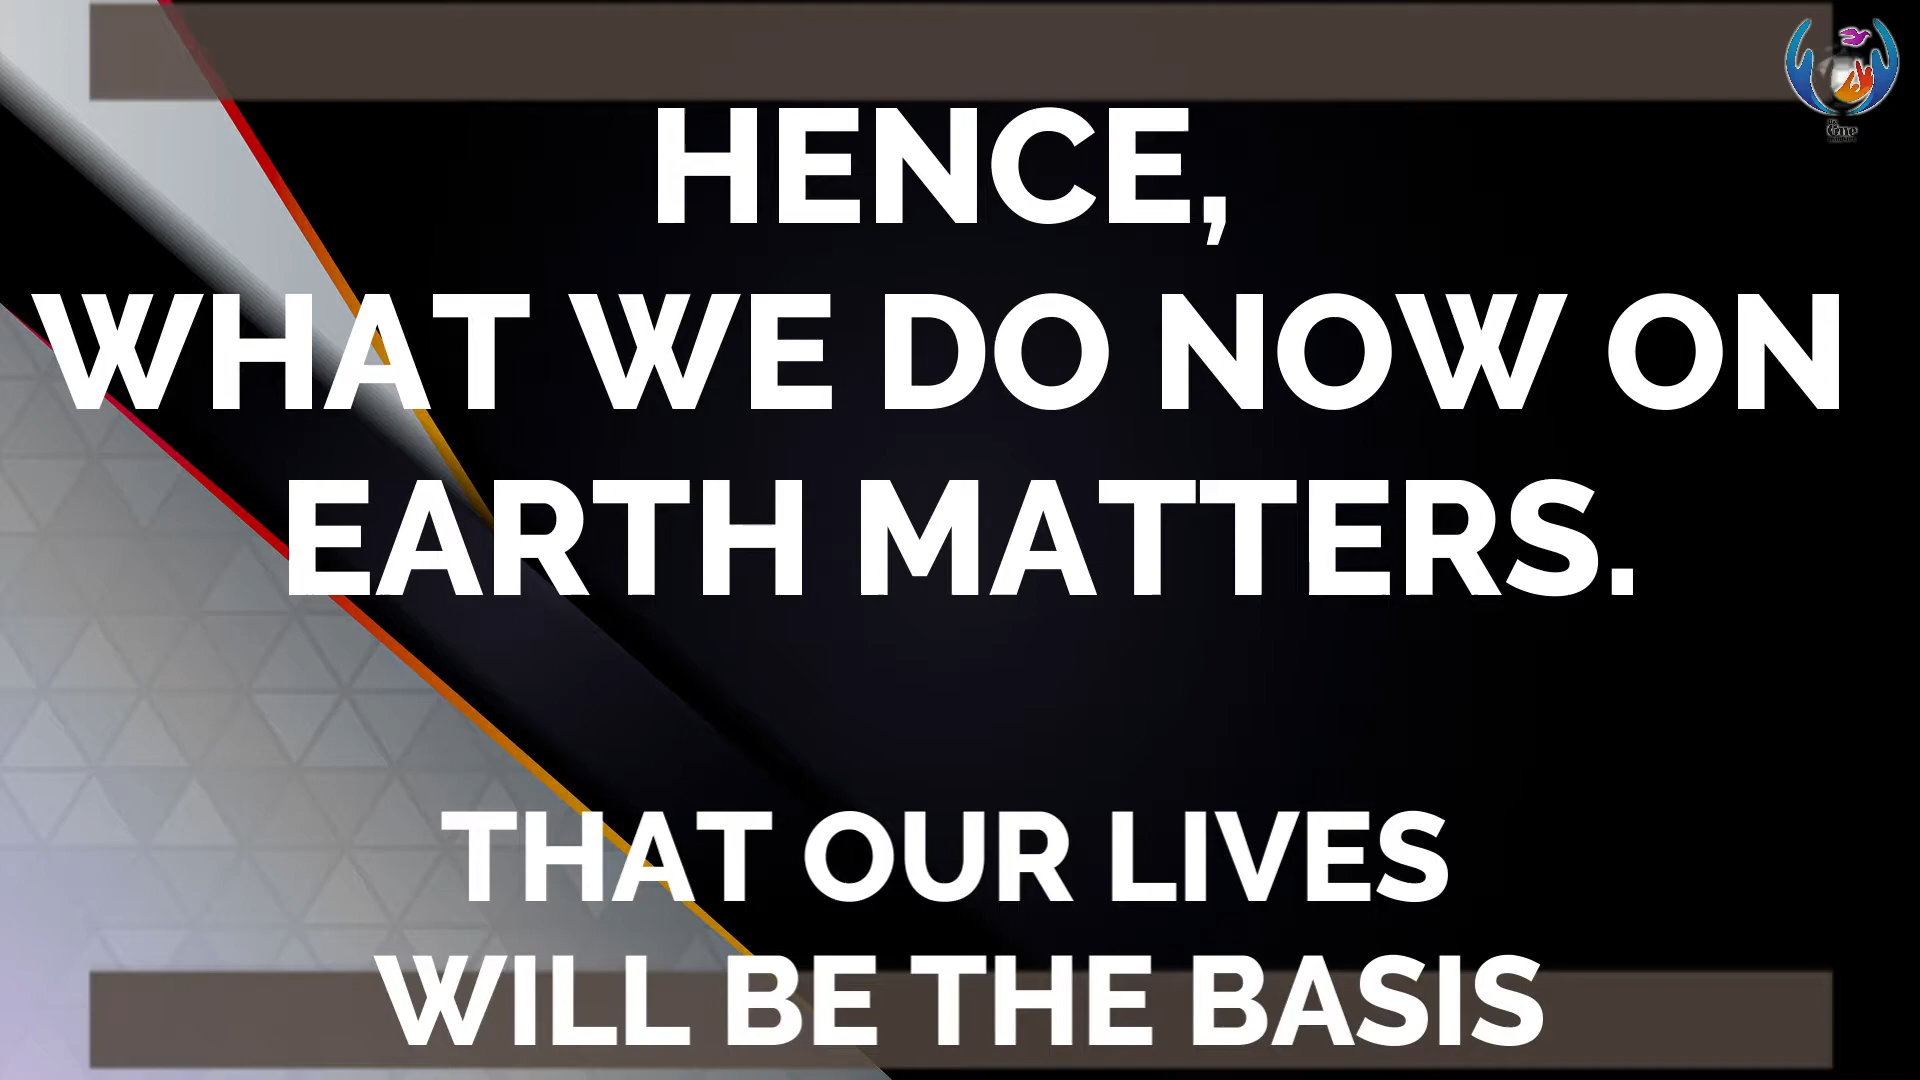 HENCE,
WHAT WE DO NOW ON
EARTH MATTERS.
THAT OUR LIVES
WILL BE THE BASIS